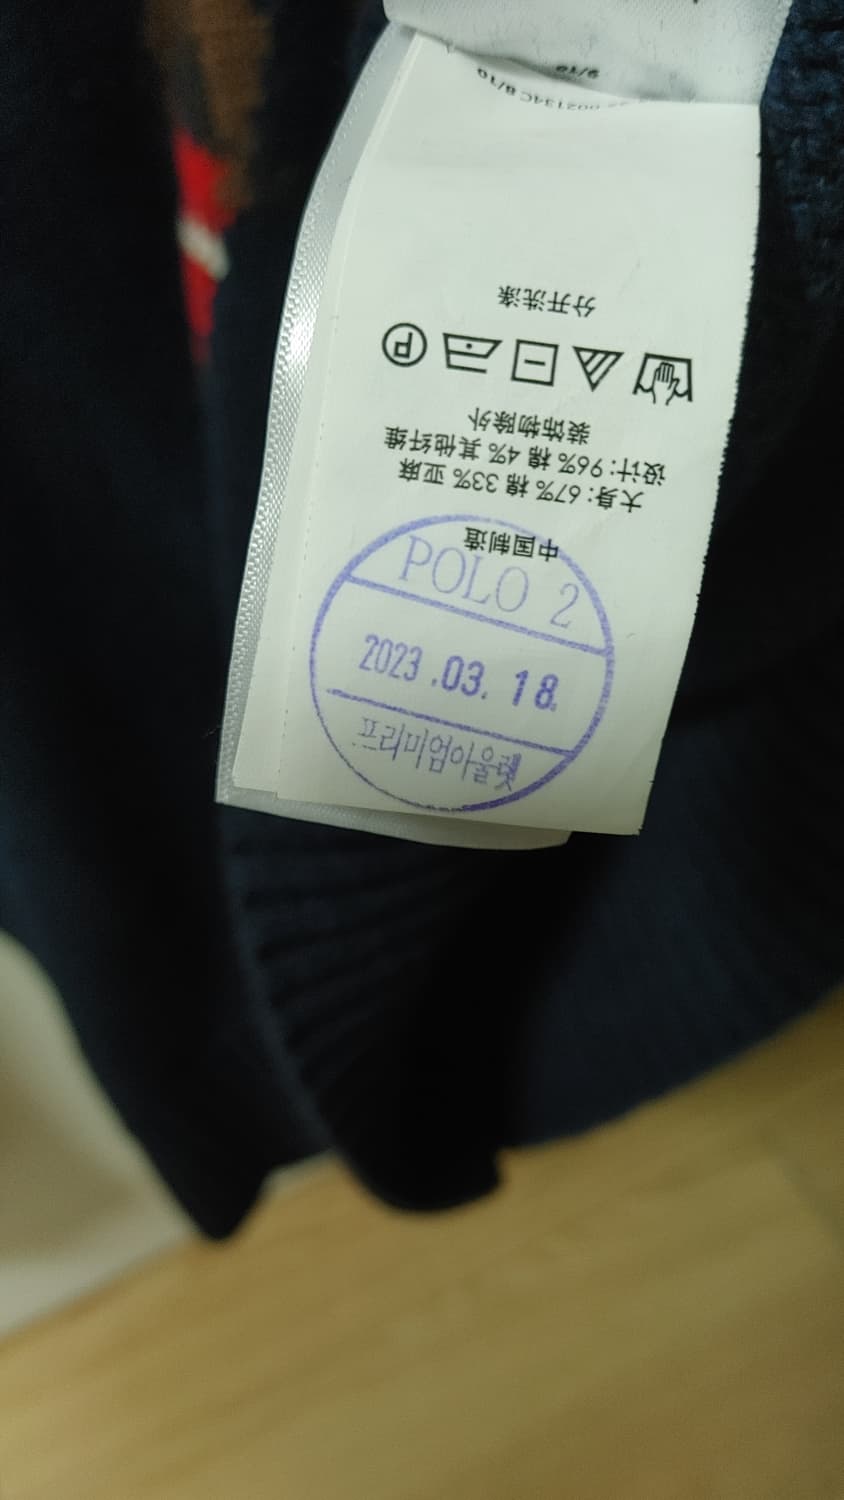 POLO 2
2023.03.18.
프리미엄아울렛
中国制造
大身: 67% 棉 33% 亚麻
设计: 96% 棉 4% 其他纤维
装饰物除外
P
分开洗涤
9/10